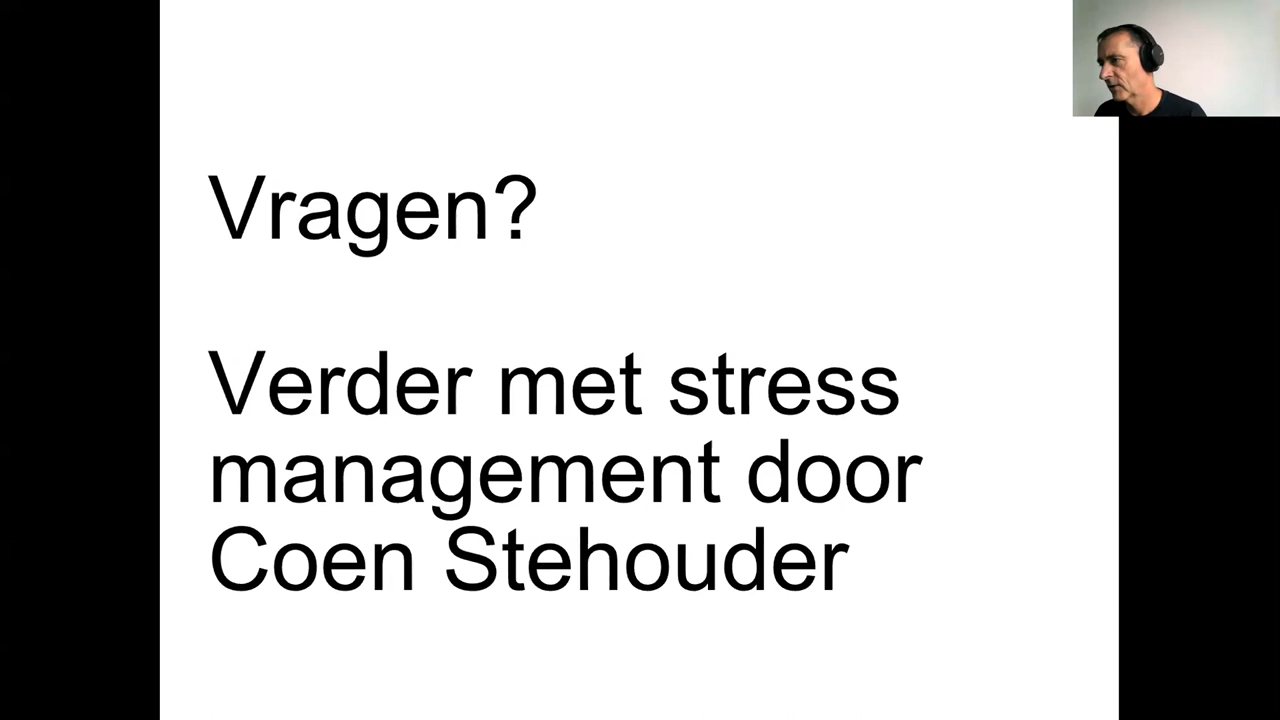 Vragen?
Verder met stress
management door
Coen Stehouder